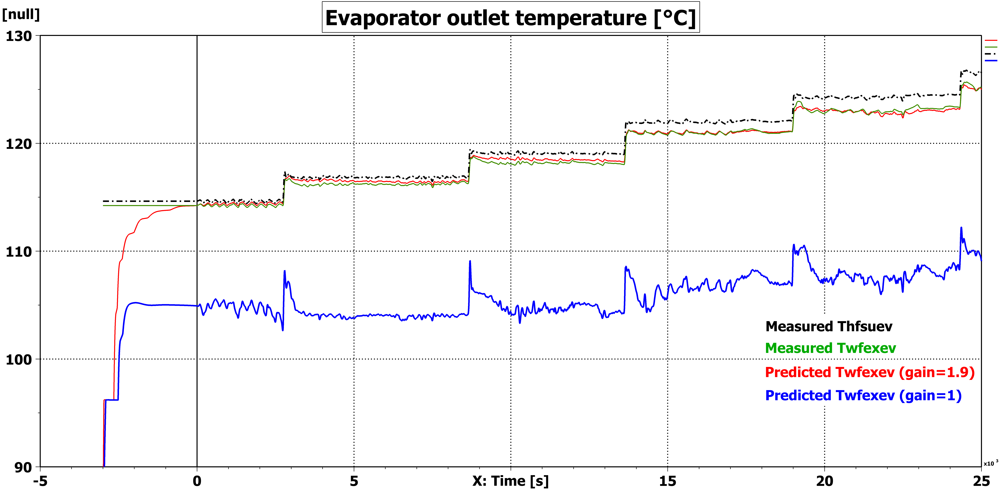 Evaporator outlet temperature [°C]
[null]
130
120
110
100
90
Measured Thfsuev
Measured Twfexev
Predicted Twfexev (gain=1.9)
Predicted Twfexev (gain=1)
x10 3
-5
0
5
X: Time [s]
15
20
25